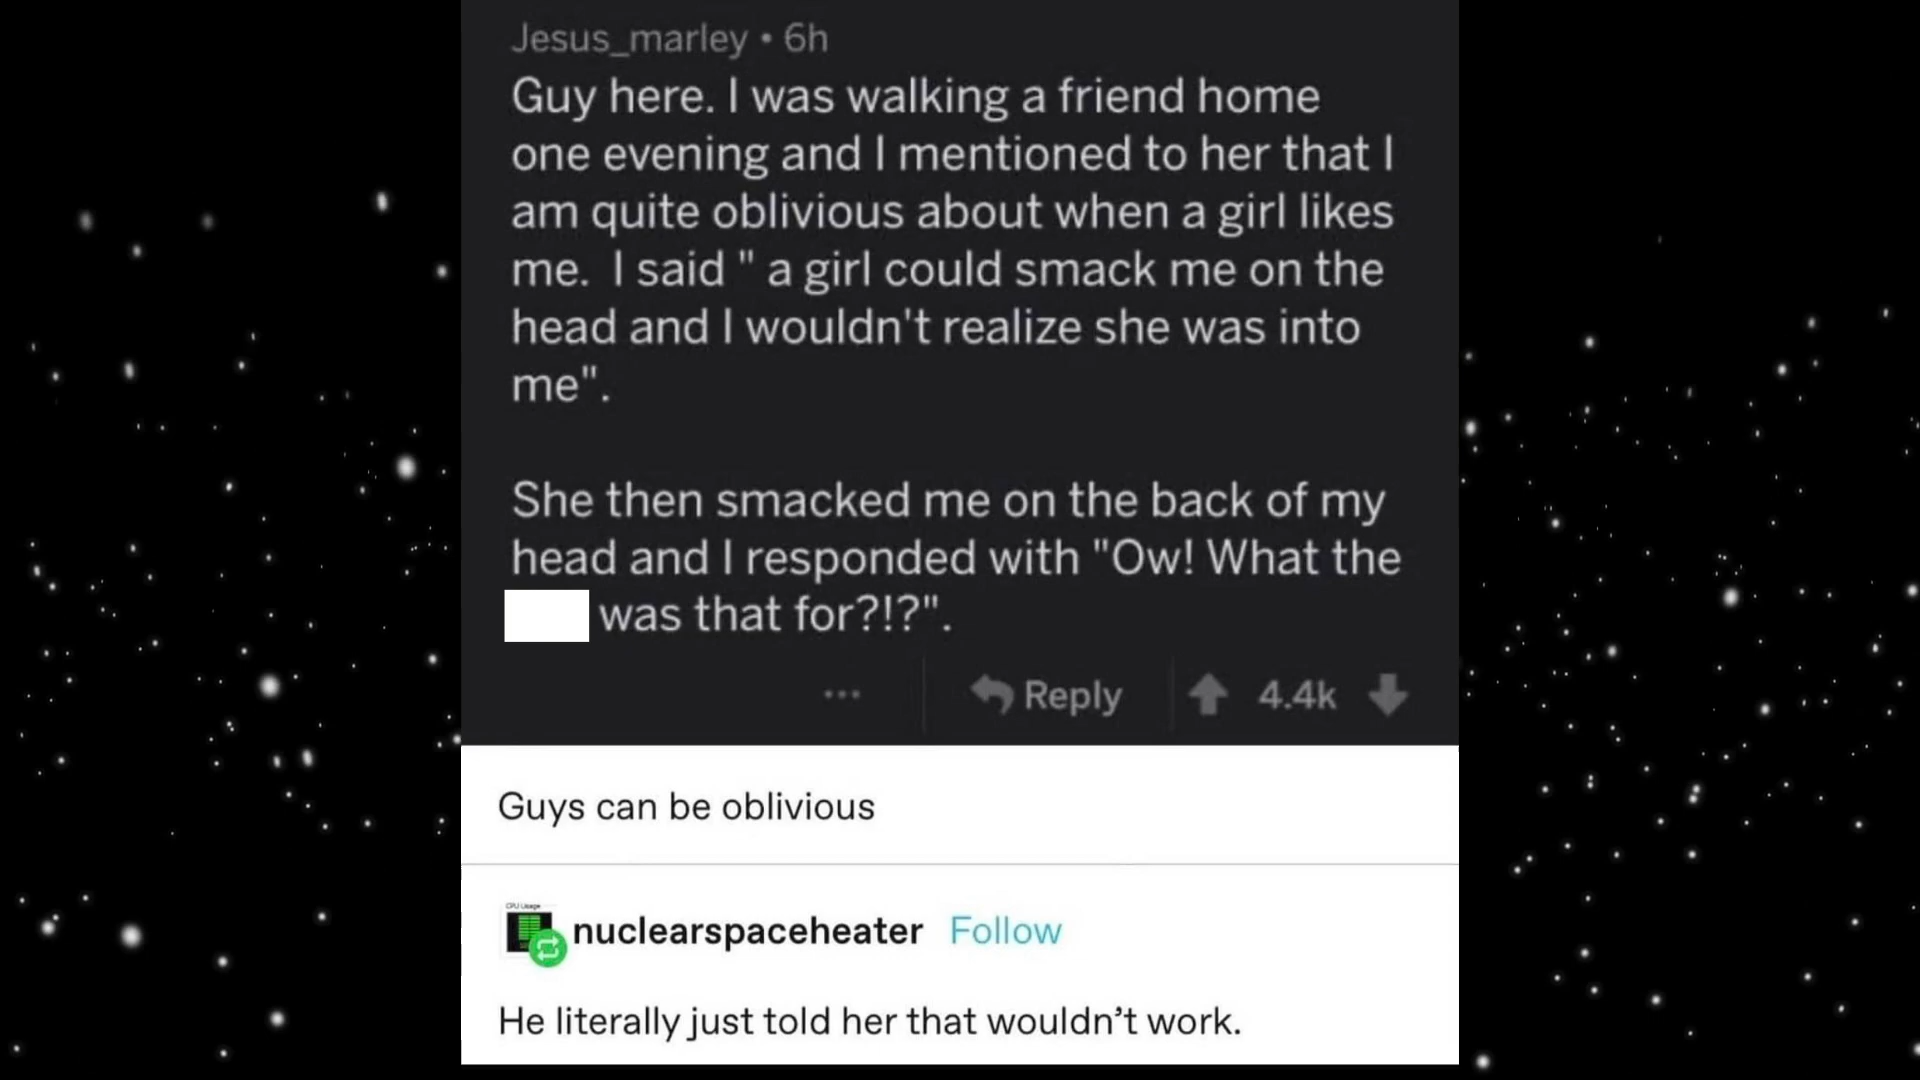 Jesus_marley • 6h
Guy here. I was walking a friend home
one evening and I mentioned to her that I
am quite oblivious about when a girl likes
me. I said " a girl could smack me on the
head and I wouldn't realize she was into
me".
She then smacked me on the back of my
head and I responded with "Ow! What the
was that for?!?".
... Reply 4.4k
Guys can be oblivious
CPU Usage
nuclearspaceheater Follow
He literally just told her that wouldn’t work.